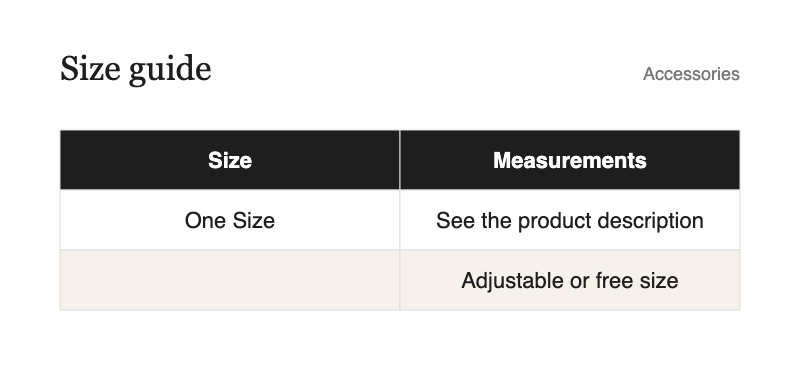 Size guide
Accessories
Size Measurements
One Size See the product description
Adjustable or free size